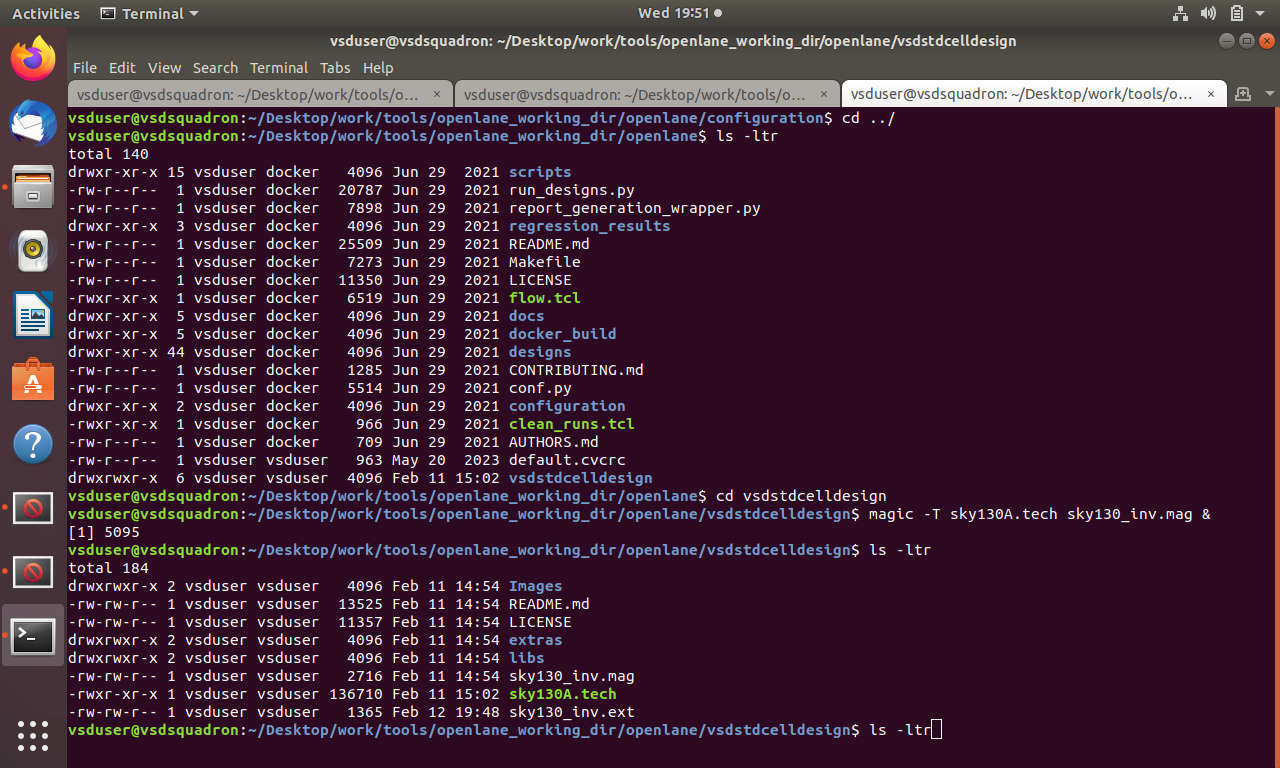 Activities Terminal Wed 19:51
vsduser@vsdsquadron: ~/Desktop/work/tools/openlane_working_dir/openlane/vsdstdcelldesign
File Edit View Search Terminal Tabs Help
vsduser@vsdsquadron: ~/Desktop/work/tools/o... × vsduser@vsdsquadron: ~/Desktop/work/tools/o... × vsduser@vsdsquadron: ~/Desktop/work/tools/o... ×
vsduser@vsdsquadron:~/Desktop/work/tools/openlane_working_dir/openlane/configuration$ cd ../
vsduser@vsdsquadron:~/Desktop/work/tools/openlane_working_dir/openlane$ ls -ltr
total 140
drwxr-xr-x 15 vsduser docker   4096 Jun 29  2021 scripts
-rw-r--r--  1 vsduser docker  20787 Jun 29  2021 run_designs.py
-rw-r--r--  1 vsduser docker   7898 Jun 29  2021 report_generation_wrapper.py
drwxr-xr-x  3 vsduser docker   4096 Jun 29  2021 regression_results
-rw-r--r--  1 vsduser docker  25509 Jun 29  2021 README.md
-rw-r--r--  1 vsduser docker   7273 Jun 29  2021 Makefile
-rw-r--r--  1 vsduser docker  11350 Jun 29  2021 LICENSE
-rwxr-xr-x  1 vsduser docker   6519 Jun 29  2021 flow.tcl
drwxr-xr-x  5 vsduser docker   4096 Jun 29  2021 docs
drwxr-xr-x  5 vsduser docker   4096 Jun 29  2021 docker_build
drwxr-xr-x 44 vsduser docker   4096 Jun 29  2021 designs
-rw-r--r--  1 vsduser docker   1285 Jun 29  2021 CONTRIBUTING.md
-rw-r--r--  1 vsduser docker   5514 Jun 29  2021 conf.py
drwxr-xr-x  2 vsduser docker   4096 Jun 29  2021 configuration
-rwxr-xr-x  1 vsduser docker    966 Jun 29  2021 clean_runs.tcl
-rw-r--r--  1 vsduser docker    709 Jun 29  2021 AUTHORS.md
-rw-r--r--  1 vsduser vsduser   963 May 20  2023 default.cvcrc
drwxrwxr-x  6 vsduser vsduser  4096 Feb 11 15:02 vsdstdcelldesign
vsduser@vsdsquadron:~/Desktop/work/tools/openlane_working_dir/openlane$ cd vsdstdcelldesign
vsduser@vsdsquadron:~/Desktop/work/tools/openlane_working_dir/openlane/vsdstdcelldesign$ magic -T sky130A.tech sky130_inv.mag &
[1] 5095
vsduser@vsdsquadron:~/Desktop/work/tools/openlane_working_dir/openlane/vsdstdcelldesign$ ls -ltr
total 184
drwxrwxr-x 2 vsduser vsduser   4096 Feb 11 14:54 Images
-rw-rw-r-- 1 vsduser vsduser  13525 Feb 11 14:54 README.md
-rw-rw-r-- 1 vsduser vsduser  11357 Feb 11 14:54 LICENSE
drwxrwxr-x 2 vsduser vsduser   4096 Feb 11 14:54 extras
drwxrwxr-x 2 vsduser vsduser   4096 Feb 11 14:54 libs
-rw-rw-r-- 1 vsduser vsduser   2716 Feb 11 14:54 sky130_inv.mag
-rwxr-xr-x 1 vsduser vsduser 136710 Feb 11 15:02 sky130A.tech
-rw-rw-r-- 1 vsduser vsduser   1365 Feb 12 19:48 sky130_inv.ext
vsduser@vsdsquadron:~/Desktop/work/tools/openlane_working_dir/openlane/vsdstdcelldesign$ ls -ltr